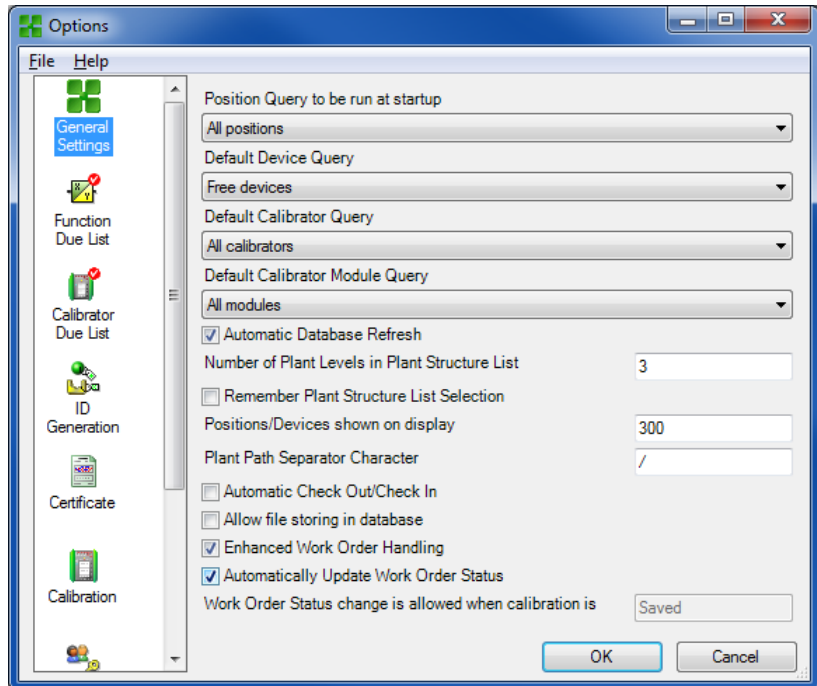 Options
File Help
General
Settings
Function
Due List
Calibrator
Due List
ID
Generation
Certificate
Calibration
Position Query to be run at startup
All positions
Default Device Query
Free devices
Default Calibrator Query
All calibrators
Default Calibrator Module Query
All modules
Automatic Database Refresh
Number of Plant Levels in Plant Structure List 3
Remember Plant Structure List Selection
Positions/Devices shown on display 300
Plant Path Separator Character /
Automatic Check Out/Check In
Allow file storing in database
Enhanced Work Order Handling
Automatically Update Work Order Status
Work Order Status change is allowed when calibration is Saved
OK Cancel